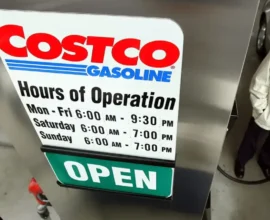 COSTCO
GASOLINE
Hours of Operation
Mon - Fri 6:00 AM - 9:30 PM
Saturday 6:00 AM - 7:00 PM
Sunday 6:00 AM - 7:00 PM
OPEN